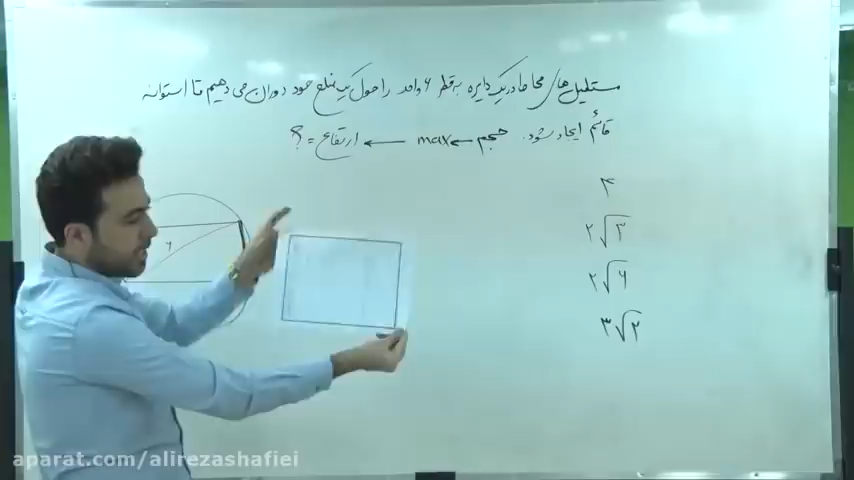 مستطیل های محاط در یک دایره به قطر ۶ واحد را حول یک ضلع خود دوران می دهیم تا استوانه
قائم ایجاد شود. حجم ← max ← ارتفاع = ؟
۳
۲√۳
۲√۶
۳√۲
۶
aparat.com/alirezashafiei